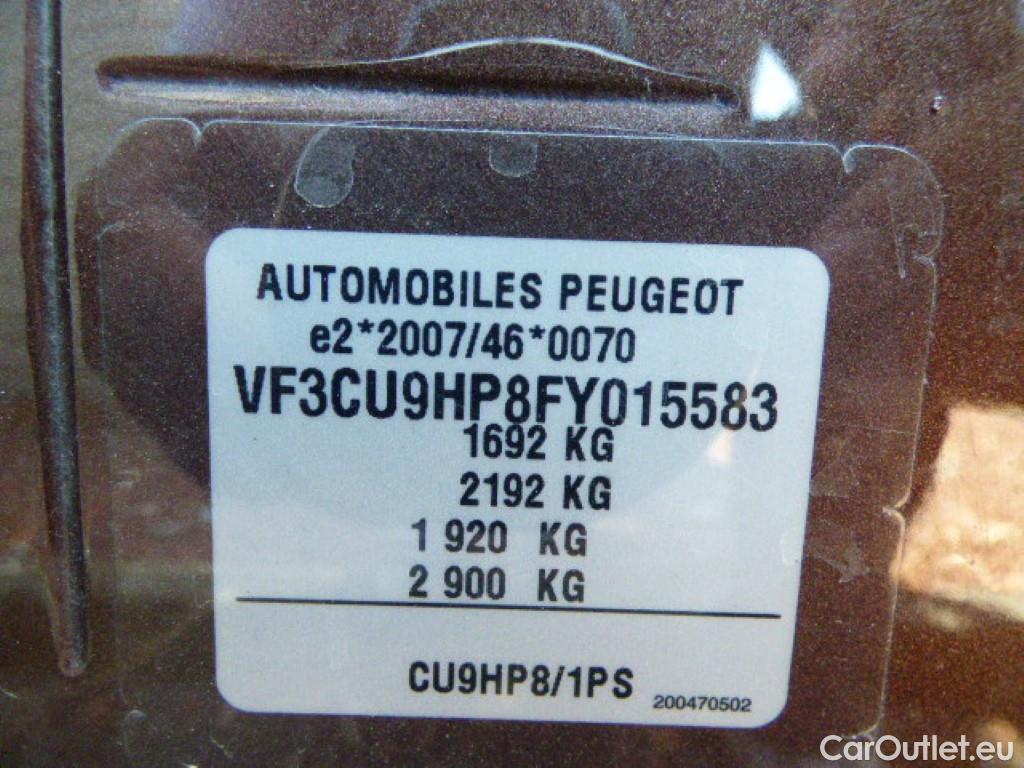 AUTOMOBILES PEUGEOT
e2*2007/46*0070
VF3CU9HP8FY015583
1692 KG
2192 KG
1 920 KG
2 900 KG
CU9HP8/1PS
200470502
CarOutlet.eu